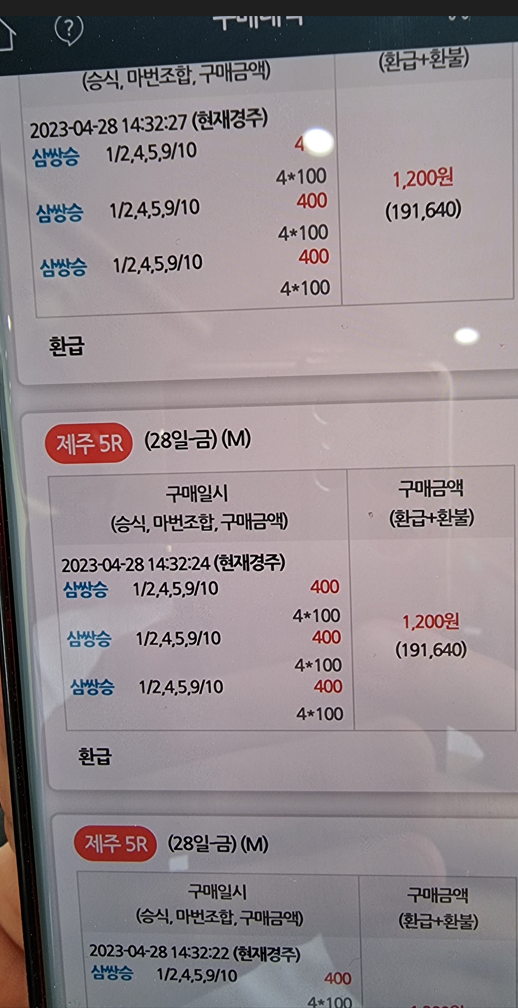 구매내역
(승식, 마번조합, 구매금액)
(환급+환불)
2023-04-28 14:32:27 (현재경주)
삼쌍승 1/2,4,5,9/10 4
4*100
삼쌍승 1/2,4,5,9/10 400
4*100
삼쌍승 1/2,4,5,9/10 400
4*100
1,200원
(191,640)
환급
제주 5R (28일-금) (M)
구매일시
(승식, 마번조합, 구매금액)
구매금액
(환급+환불)
2023-04-28 14:32:24 (현재경주)
삼쌍승 1/2,4,5,9/10 400
4*100
삼쌍승 1/2,4,5,9/10 400
4*100
삼쌍승 1/2,4,5,9/10 400
4*100
1,200원
(191,640)
환급
제주 5R (28일-금) (M)
구매일시
(승식, 마번조합, 구매금액)
구매금액
(환급+환불)
2023-04-28 14:32:22 (현재경주)
삼쌍승 1/2,4,5,9/10 400
4*100